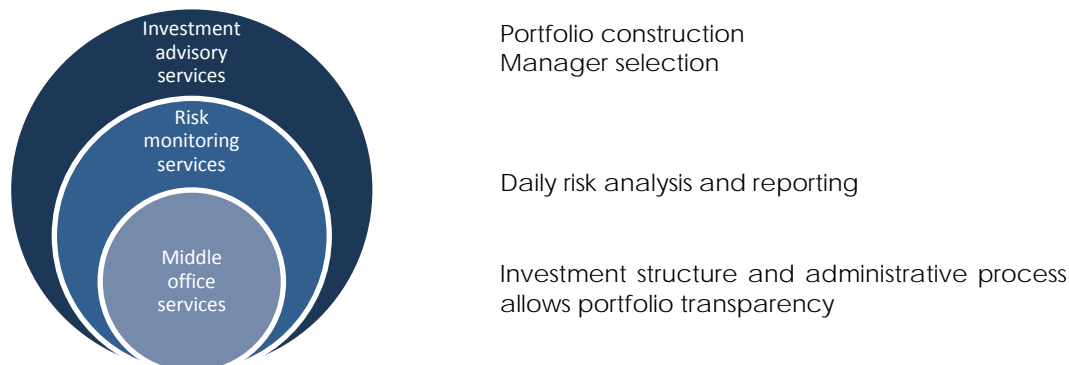 Investment
advisory
services
Portfolio construction
Manager selection
Risk
monitoring
services
Daily risk analysis and reporting
Middle
office
services
Investment structure and administrative process
allows portfolio transparency